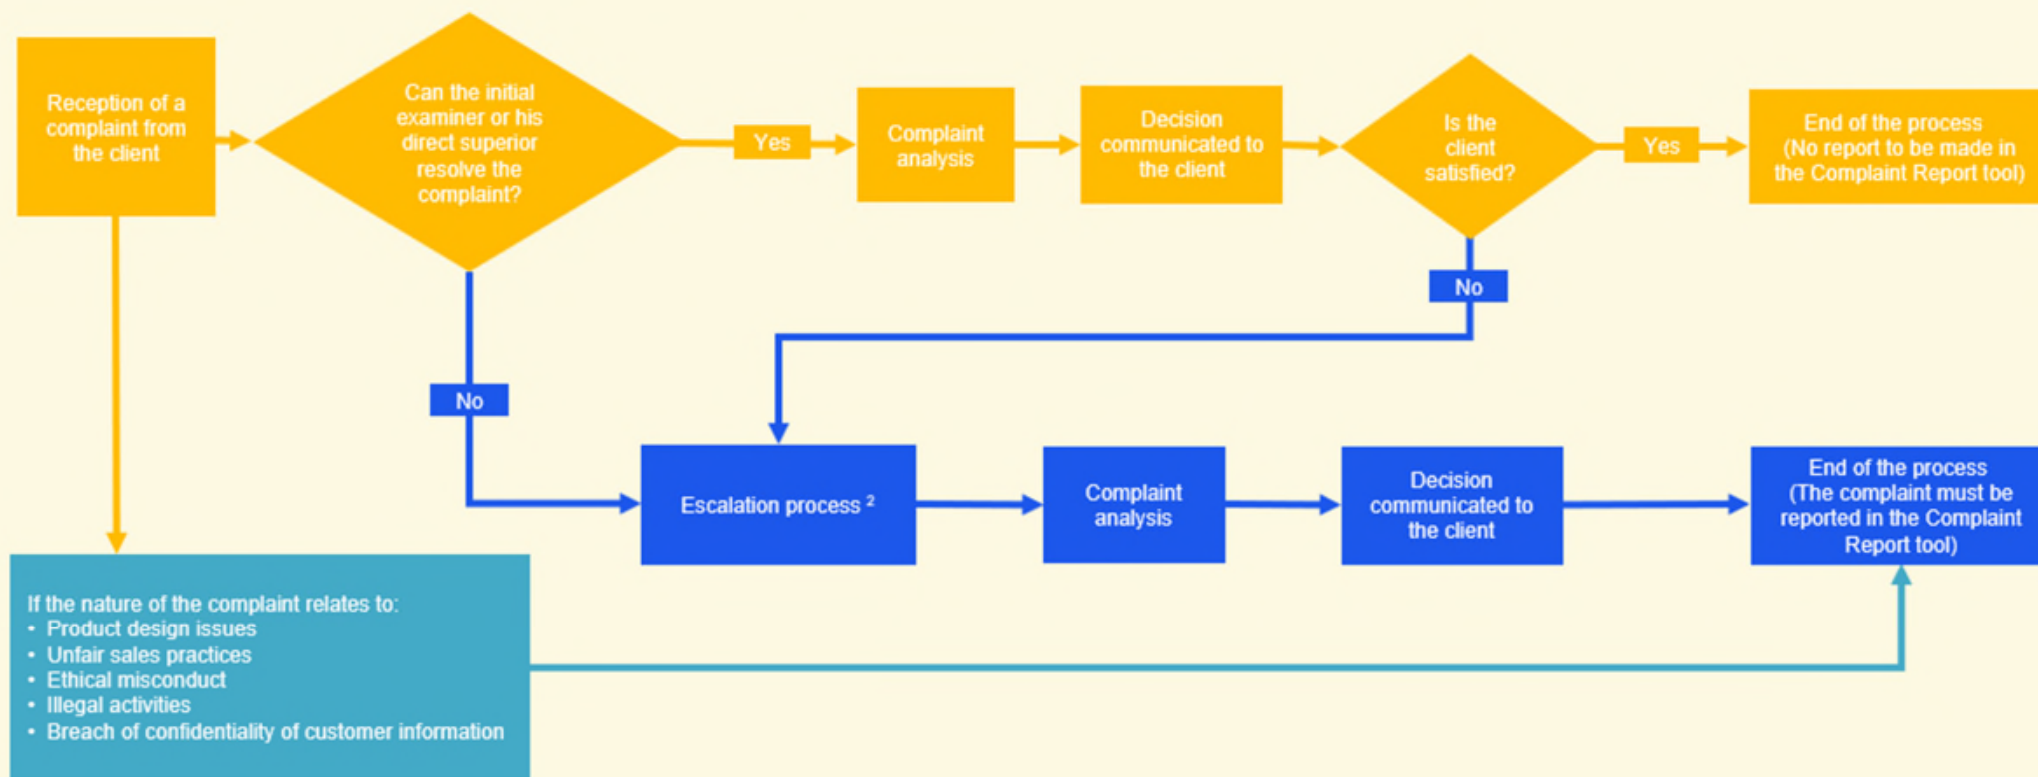 Reception of a
complaint from
the client
Can the initial
examiner or his
direct superior
resolve the
complaint?
Yes
Complaint
analysis
Decision
communicated to
the client
Is the
client
satisfied?
Yes
End of the process
(No report to be made in
the Complaint Report tool)
No
No
Escalation process ²
Complaint
analysis
Decision
communicated to
the client
End of the process
(The complaint must be
reported in the Complaint
Report tool)
If the nature of the complaint relates to:
• Product design issues
• Unfair sales practices
• Ethical misconduct
• Illegal activities
• Breach of confidentiality of customer information